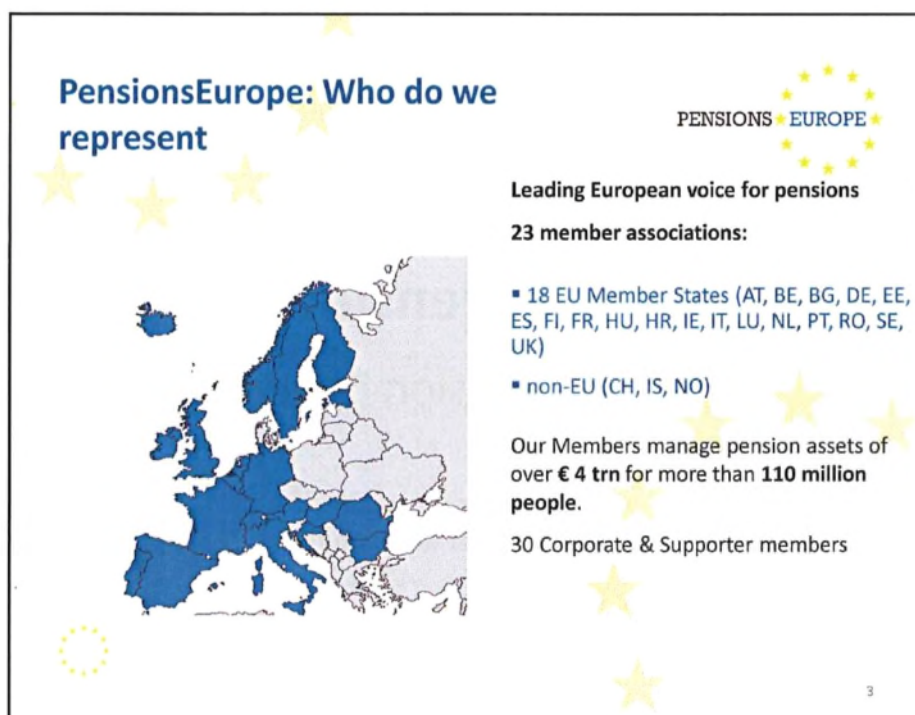 PensionsEurope: Who do we
represent
PENSIONS EUROPE
Leading European voice for pensions
23 member associations:
▪ 18 EU Member States (AT, BE, BG, DE, EE,
ES, FI, FR, HU, HR, IE, IT, LU, NL, PT, RO, SE,
UK)
▪ non-EU (CH, IS, NO)
Our Members manage pension assets of
over € 4 trn for more than 110 million
people.
30 Corporate & Supporter members
3